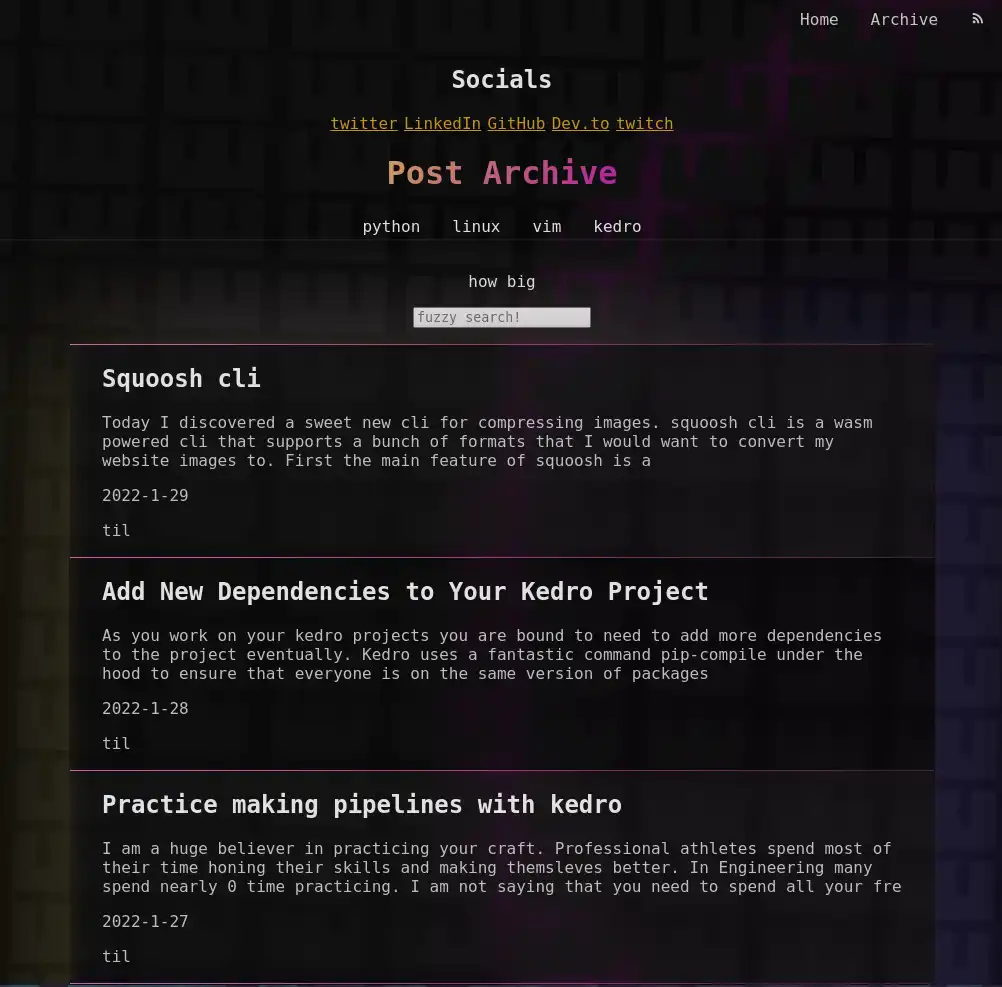 Home Archive
Socials
twitter LinkedIn GitHub Dev.to twitch
Post Archive
python linux vim kedro
how big
fuzzy search!
Squoosh cli
Today I discovered a sweet new cli for compressing images. squoosh cli is a wasm
powered cli that supports a bunch of formats that I would want to convert my
website images to. First the main feature of squoosh is a
2022-1-29
til
Add New Dependencies to Your Kedro Project
As you work on your kedro projects you are bound to need to add more dependencies
to the project eventually. Kedro uses a fantastic command pip-compile under the
hood to ensure that everyone is on the same version of packages
2022-1-28
til
Practice making pipelines with kedro
I am a huge believer in practicing your craft. Professional athletes spend most of
their time honing their skills and making themsleves better. In Engineering many
spend nearly 0 time practicing. I am not saying that you need to spend all your fre
2022-1-27
til